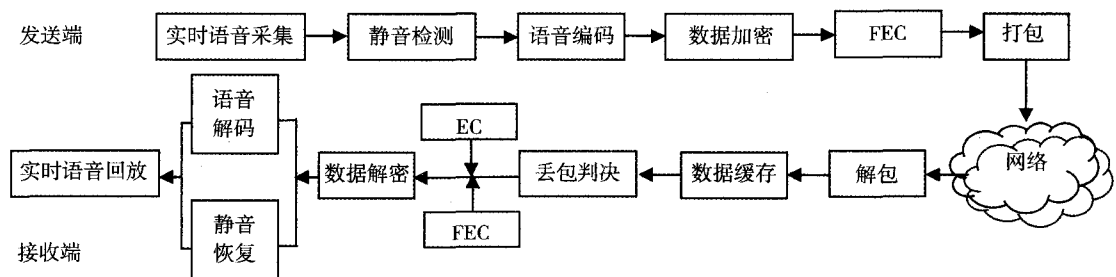 发送端
实时语音采集
静音检测
语音编码
数据加密
FEC
打包
网络
解包
数据缓存
丢包判决
EC
FEC
数据解密
语音
解码
静音
恢复
实时语音回放
接收端